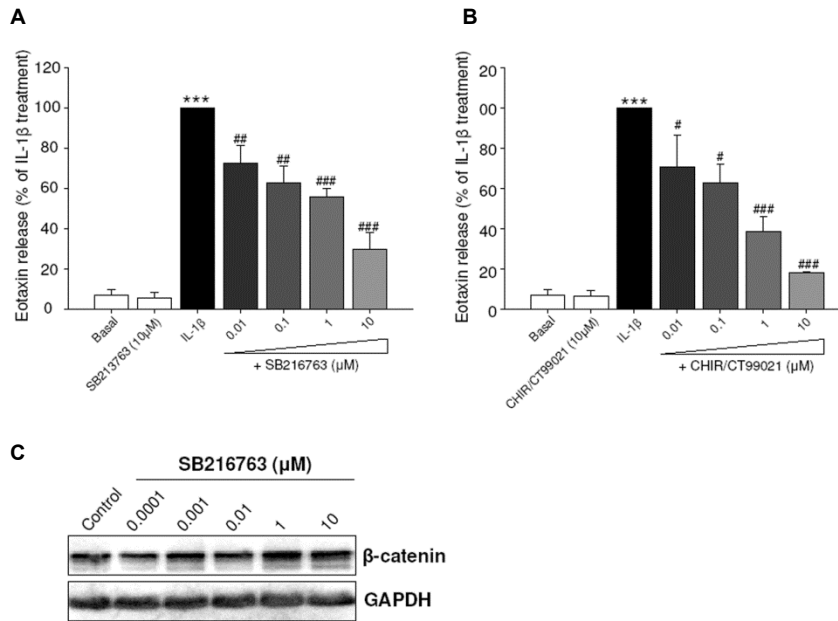 A
Eotaxin release (% of IL-1β treatment)
120
100
80
60
40
20
0
***
##
##
###
###
Basal
SB213763 (10μM)
IL-1β
0.01
0.1
1
10
+ SB216763 (μM)
B
Eotaxin release (% of IL-1β treatment)
20
00
80
60
40
20
0
***
#
#
###
###
Basal
CHIR/CT99021 (10μM)
IL-1β
0.01
0.1
1
10
+ CHIR/CT99021 (μM)
C
SB216763 (μM)
Control
0.0001
0.001
0.01
1
10
β-catenin
GAPDH